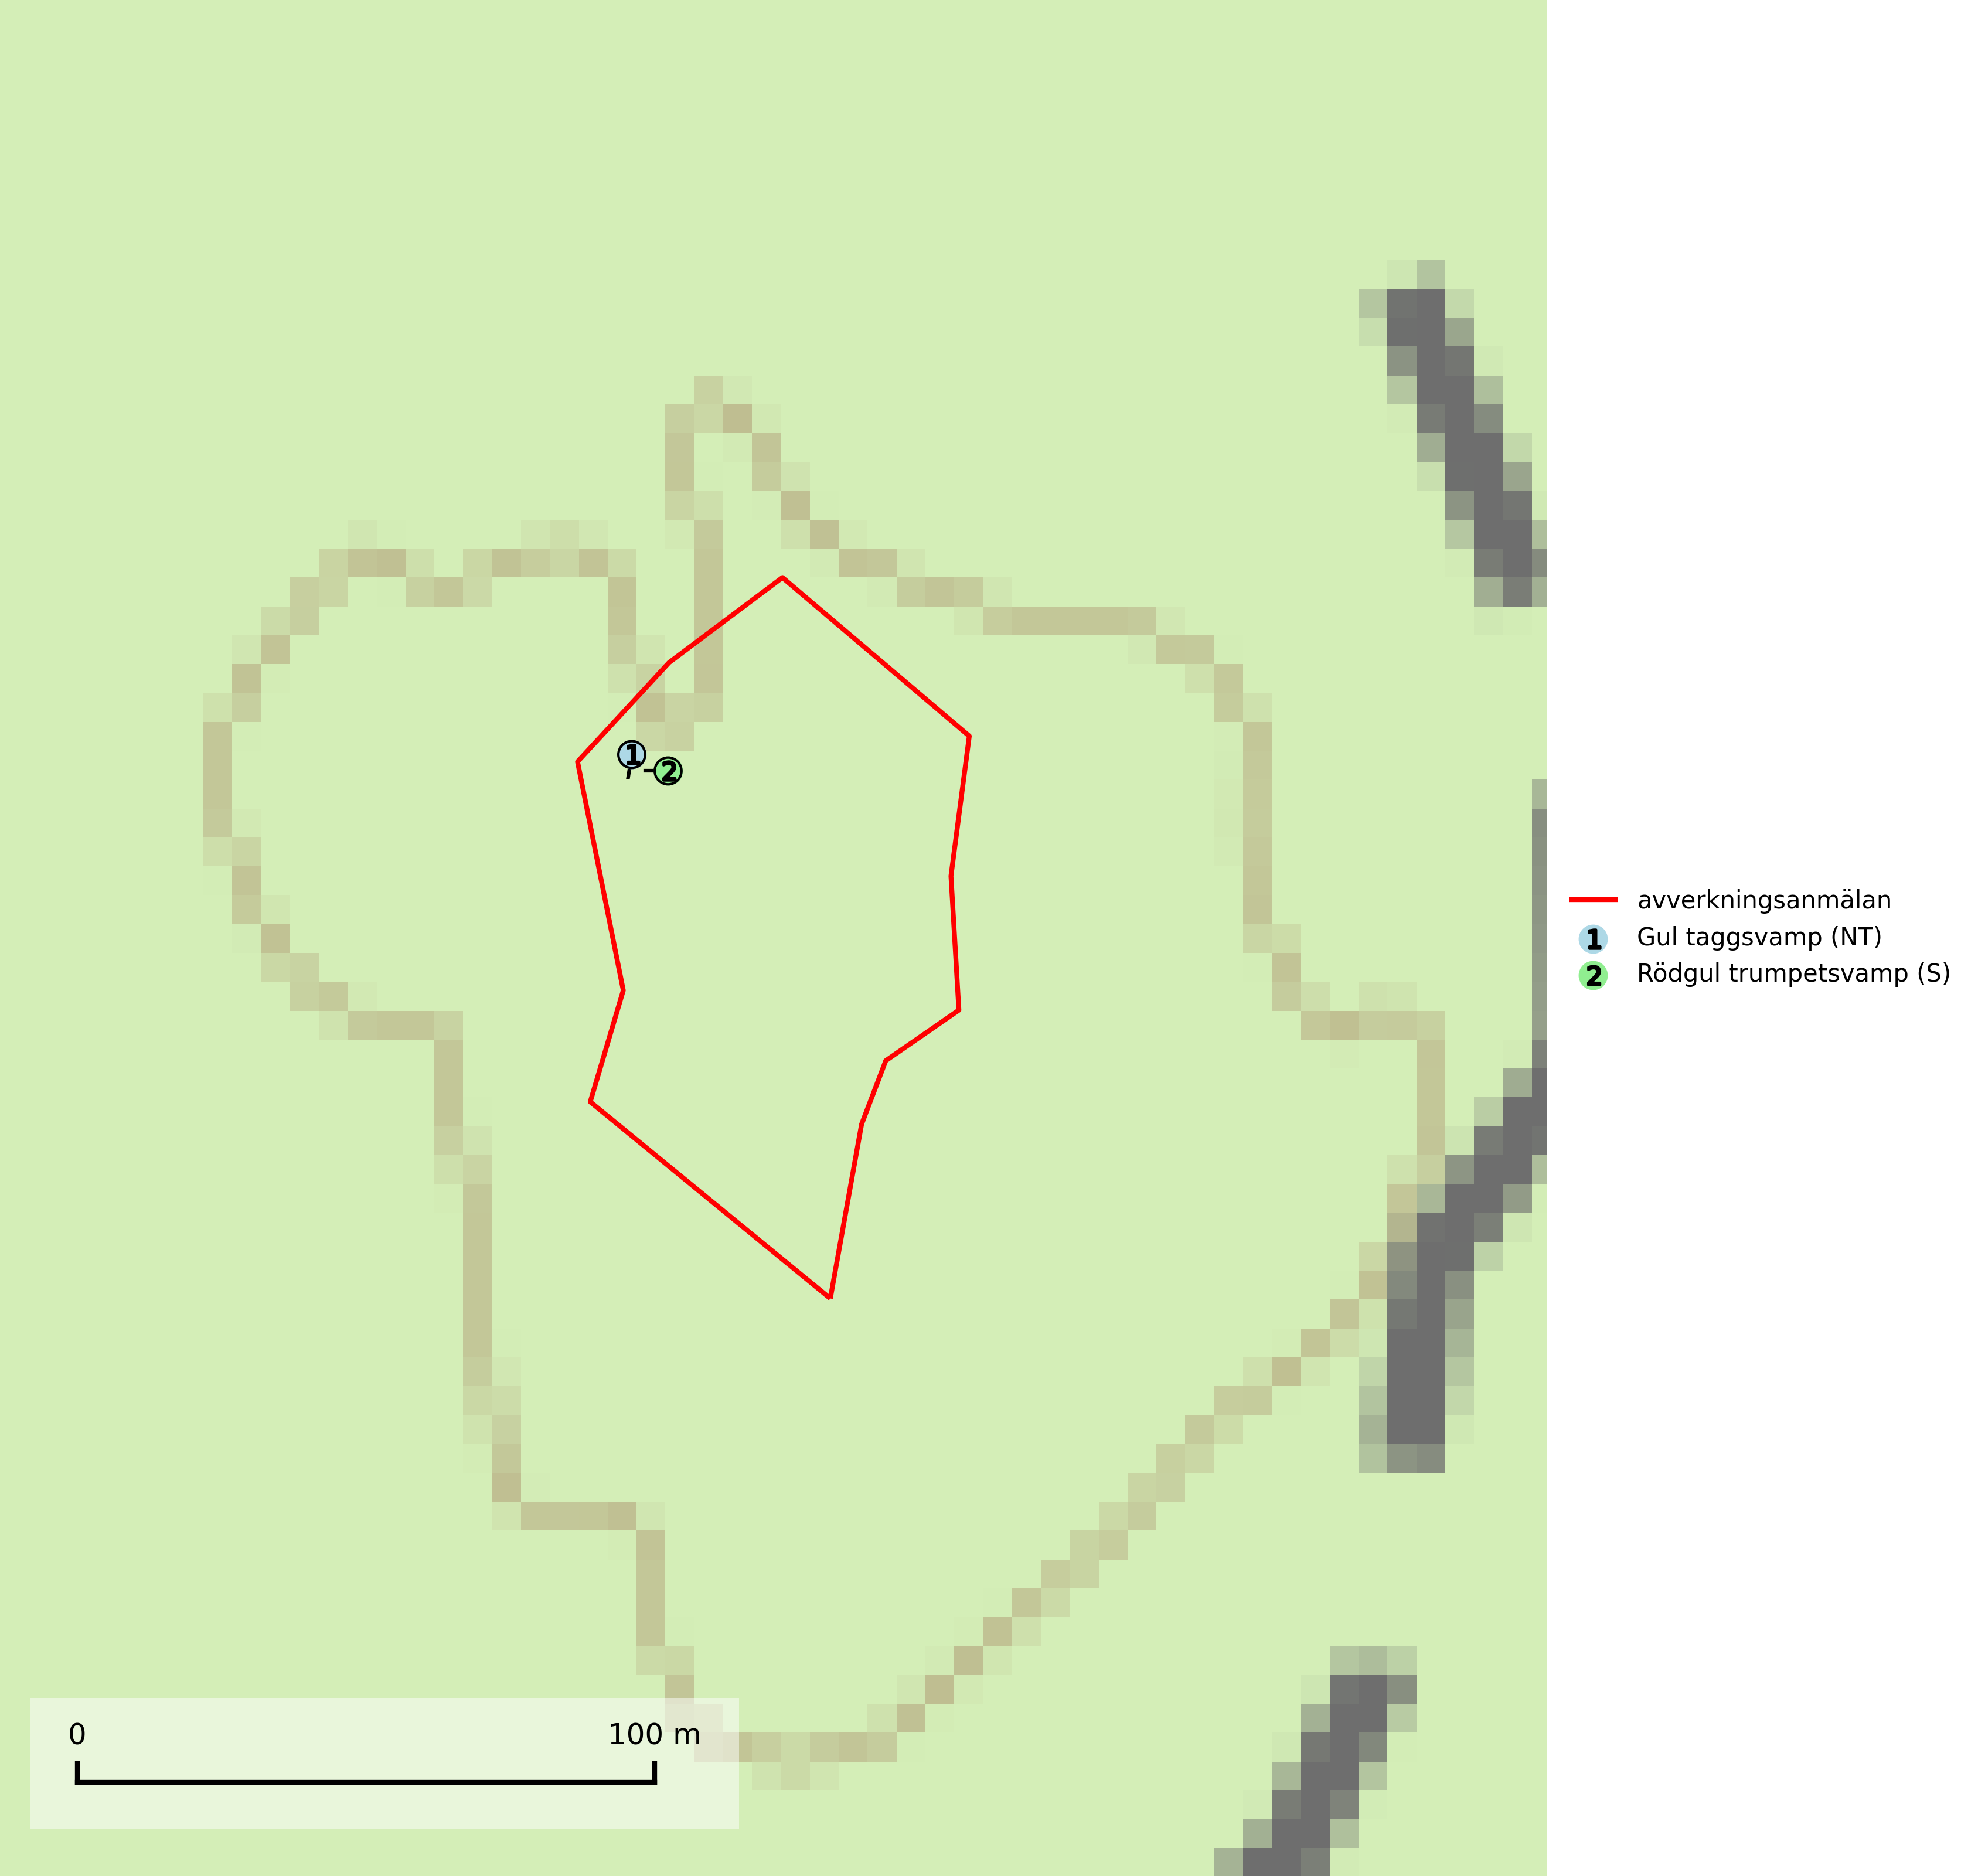 1
2
avverkningsanmälan
1 Gul taggsvamp (NT)
2 Rödgul trumpetsvamp (S)
0 100 m